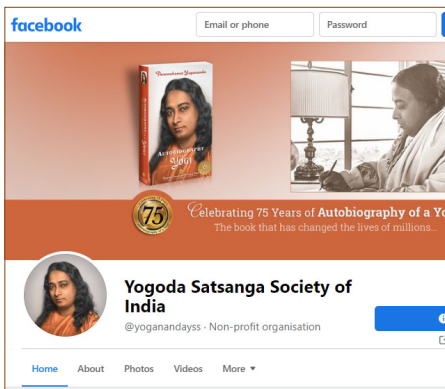 facebook
Email or phone
Password
Paramahansa Yogananda
AUTOBIOGRAPHY
OF A
YOGI
75
Celebrating 75 Years of Autobiography of a Yo
The book that has changed the lives of millions...
Yogoda Satsanga Society of
India
@yoganandayss · Non-profit organisation
Home About Photos Videos More ▾